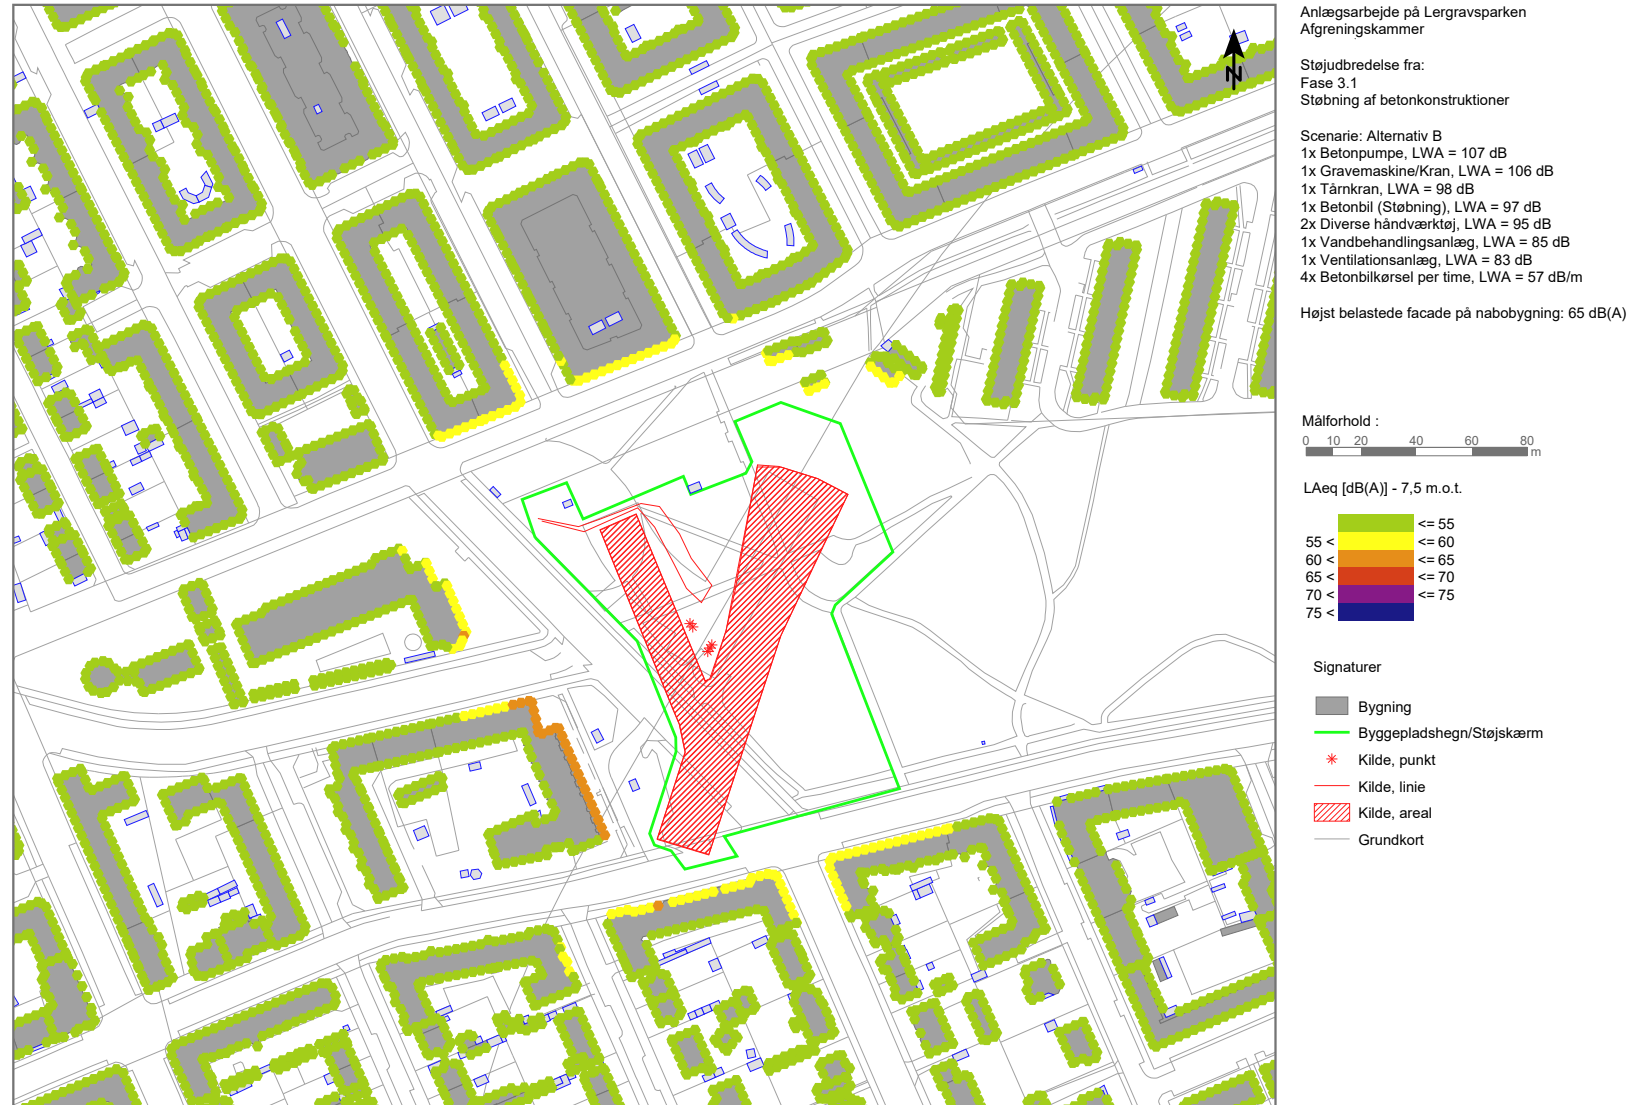 Anlægsarbejde på Lergravsparken
Afgreningskammer
Støjudbredelse fra:
Fase 3.1
Støbning af betonkonstruktioner
Scenarie: Alternativ B
1x Betonpumpe, LWA = 107 dB
1x Gravemaskine/Kran, LWA = 106 dB
1x Tårnkran, LWA = 98 dB
1x Betonbil (Støbning), LWA = 97 dB
2x Diverse håndværktøj, LWA = 95 dB
1x Vandbehandlingsanlæg, LWA = 85 dB
1x Ventilationsanlæg, LWA = 83 dB
4x Betonbilkørsel per time, LWA = 57 dB/m
Højst belastede facade på nabobygning: 65 dB(A)
N
Målforhold :
0 10 20 40 60 80
m
LAeq [dB(A)] - 7,5 m.o.t.
<= 55
55 < <= 60
60 < <= 65
65 < <= 70
70 < <= 75
75 <
Signaturer
Bygning
Byggepladshegn/Støjskærm
Kilde, punkt
Kilde, linie
Kilde, areal
Grundkort